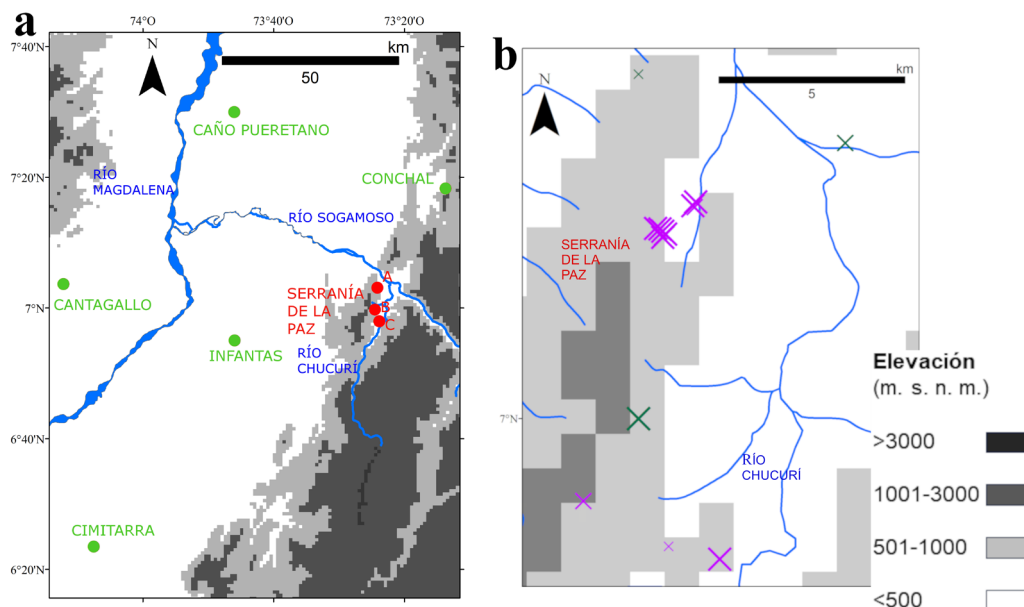 a
74°O
73°40'O
73°20'O
7°40'N
7°20'N
7°N
6°40'N
6°20'N
N
km
50
CAÑO PUERETANO
RÍO
MAGDALENA
CONCHAL
RÍO SOGAMOSO
CANTAGALLO
SERRANÍA
DE LA
PAZ
A
B
C
INFANTAS
RÍO
CHUCURÍ
CIMITARRA
b
N
km
5
SERRANÍA
DE LA
PAZ
7°N
RÍO
CHUCURÍ
Elevación
(m. s. n. m.)
>3000
1001-3000
501-1000
<500